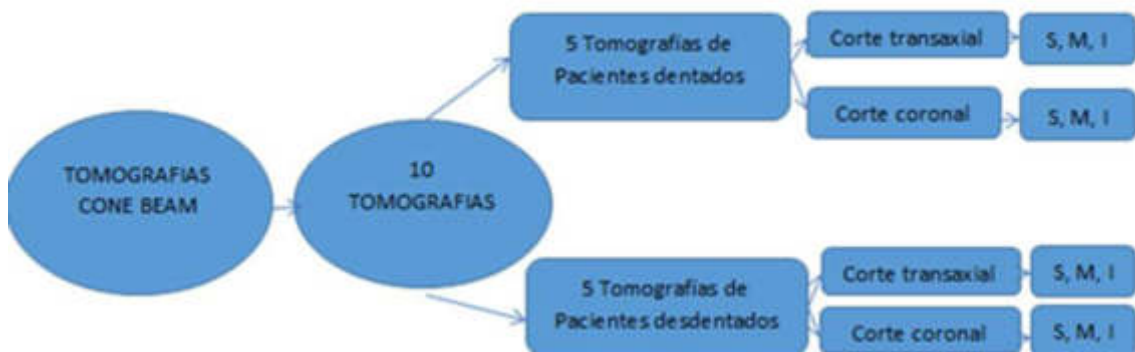 TOMOGRAFIAS
CONE BEAM
10
TOMOGRAFIAS
5 Tomografías de
Pacientes dentados
Corte transaxial
S, M, I
Corte coronal
S, M, I
5 Tomografías de
Pacientes desdentados
Corte transaxial
S, M, I
Corte coronal
S, M, I